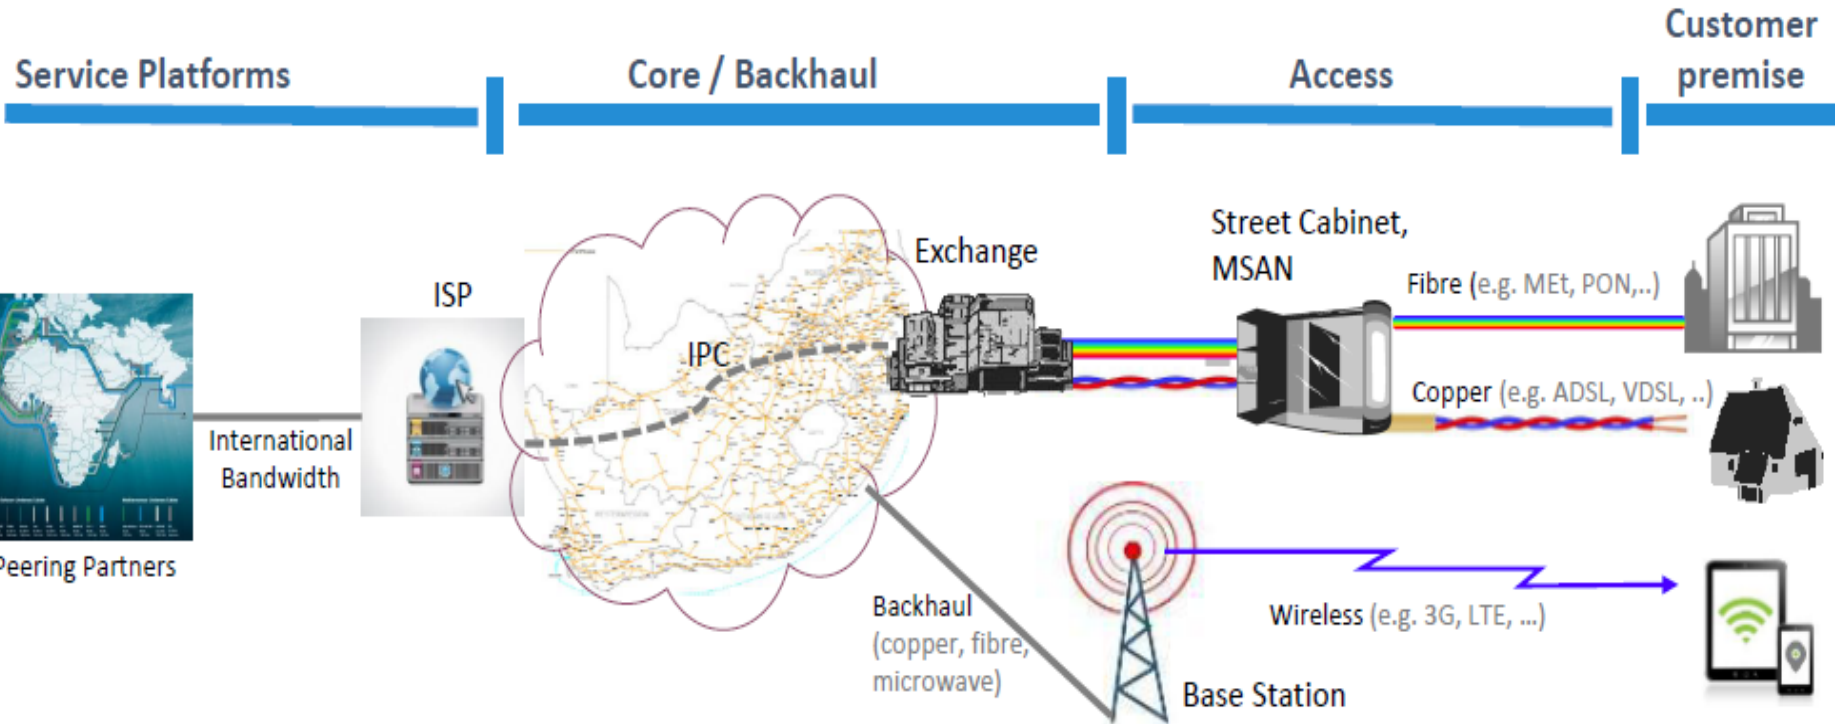 Service Platforms
Core / Backhaul
Access
Customer
premise
ISP
IPC
Exchange
Street Cabinet,
MSAN
Fibre (e.g. MEt, PON,..)
Copper (e.g. ADSL, VDSL, ..)
International
Bandwidth
Peering Partners
Backhaul
(copper, fibre,
microwave)
Wireless (e.g. 3G, LTE, ...)
Base Station